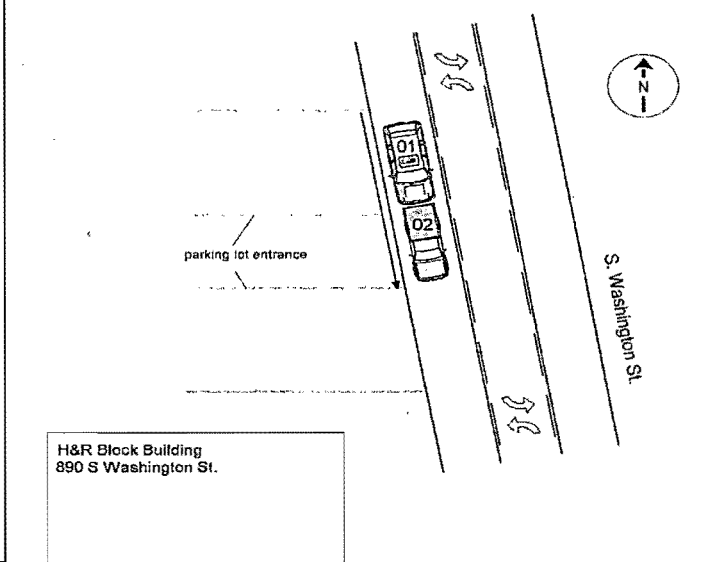 N
01
02
parking lot entrance
S. Washington St.
H&R Block Building
890 S Washington St.